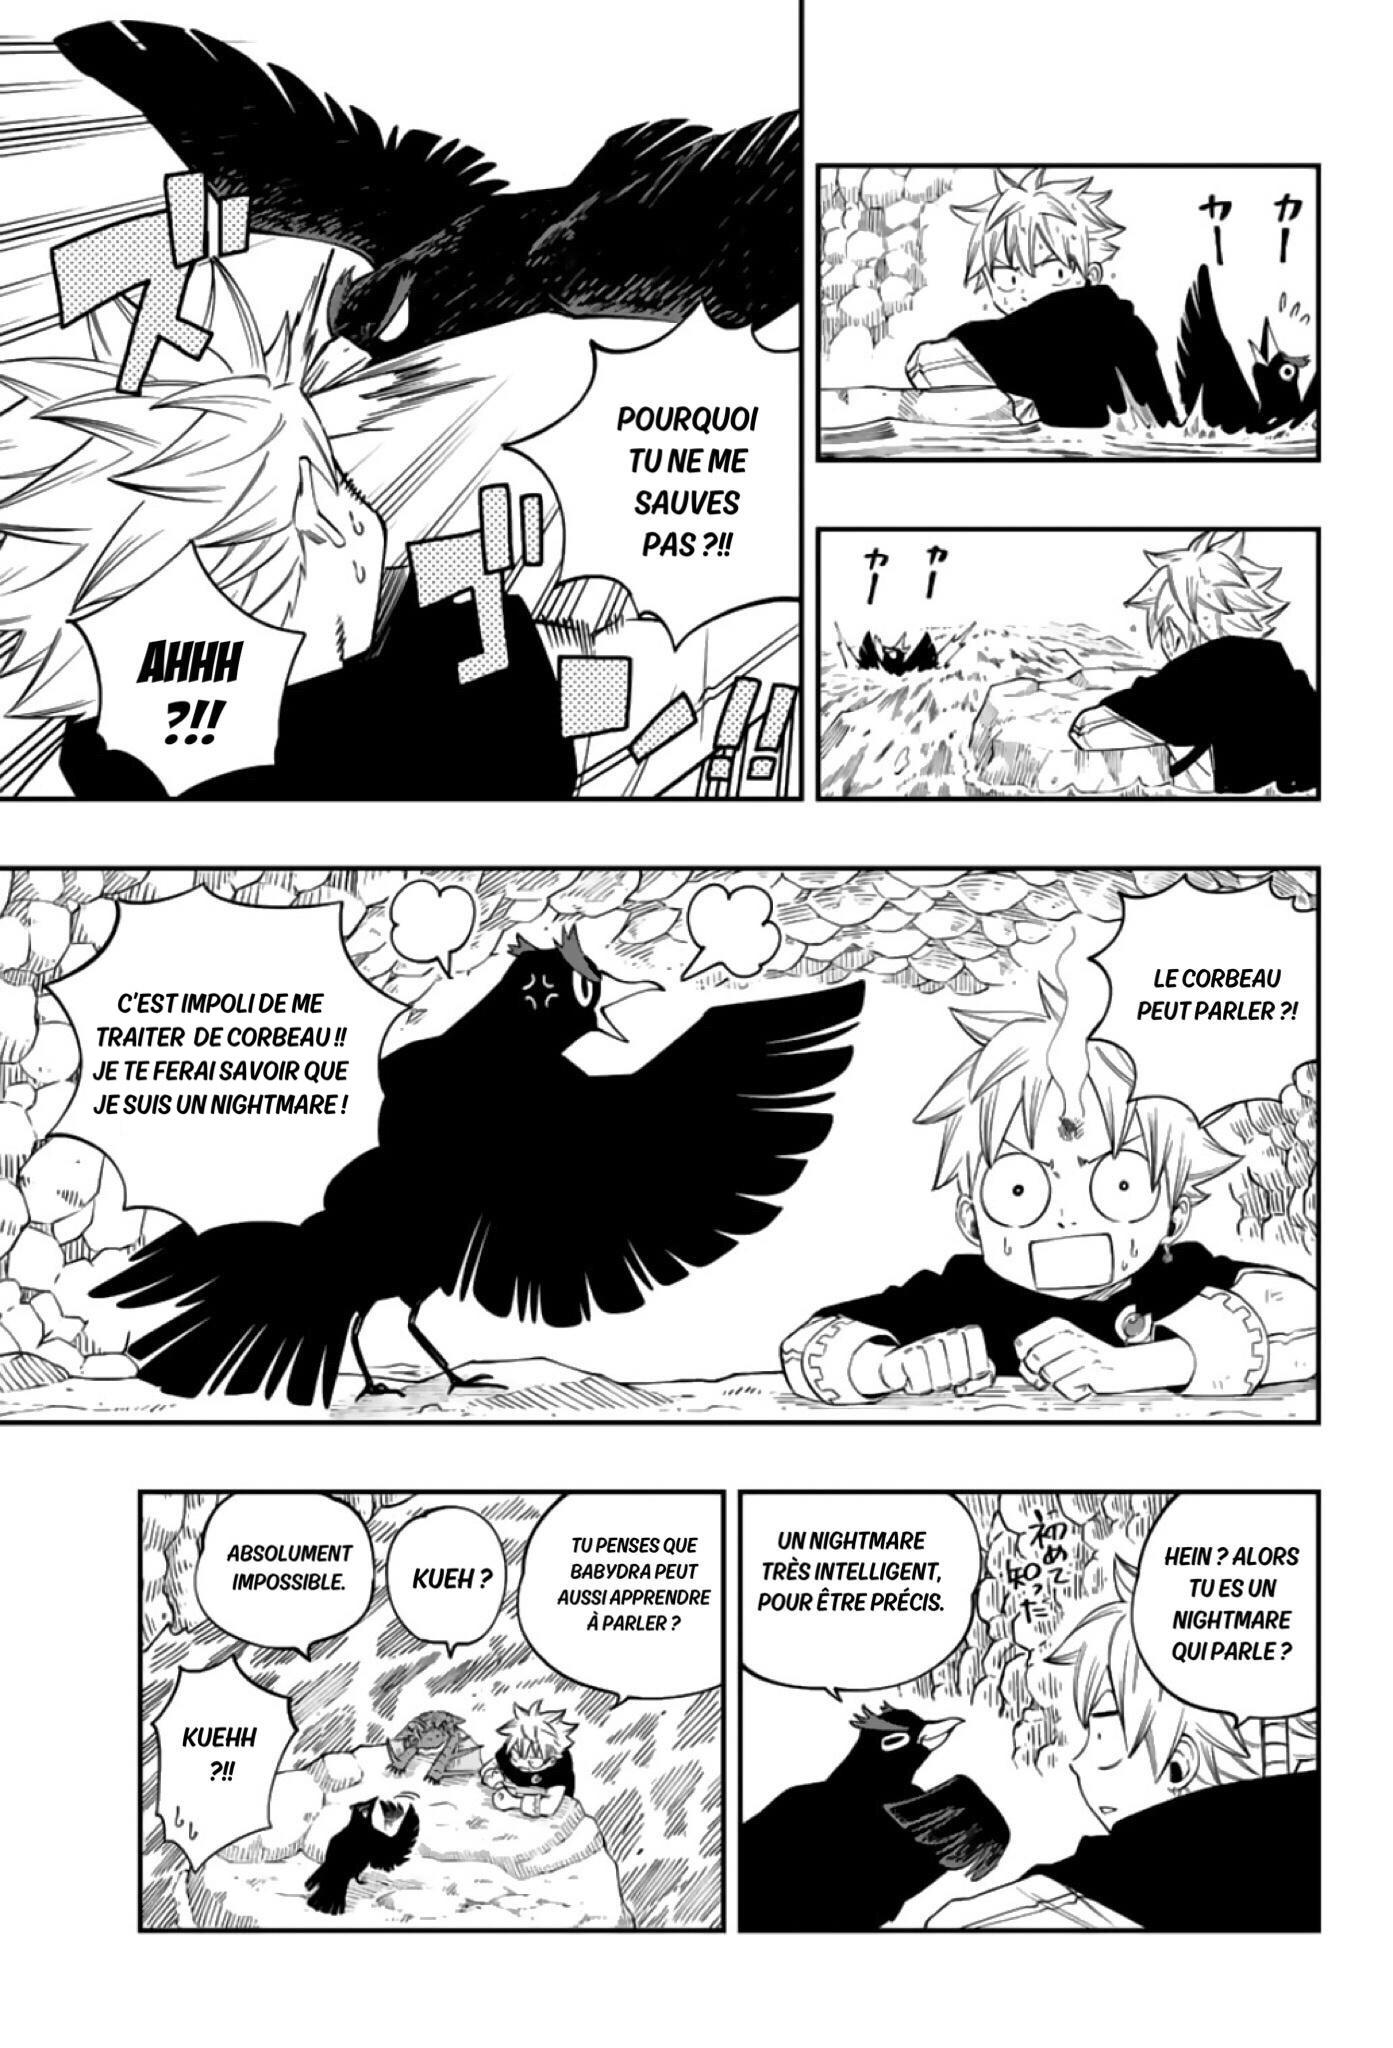 カー
カー
カー
カー
POURQUOI
TU NE ME
SAUVES
PAS ?!!
AHHH
?!!
LE CORBEAU
PEUT PARLER ?!
C'EST IMPOLI DE ME
TRAITER DE CORBEAU !!
JE TE FERAI SAVOIR QUE
JE SUIS UN NIGHTMARE !
HEIN ? ALORS
TU ES UN
NIGHTMARE
QUI PARLE ?
初めて
知った
UN NIGHTMARE
TRÈS INTELLIGENT,
POUR ÊTRE PRÉCIS.
TU PENSES QUE
BABYDRA PEUT
AUSSI APPRENDRE
À PARLER ?
KUEH ?
ABSOLUMENT
IMPOSSIBLE.
KUEHH
?!!